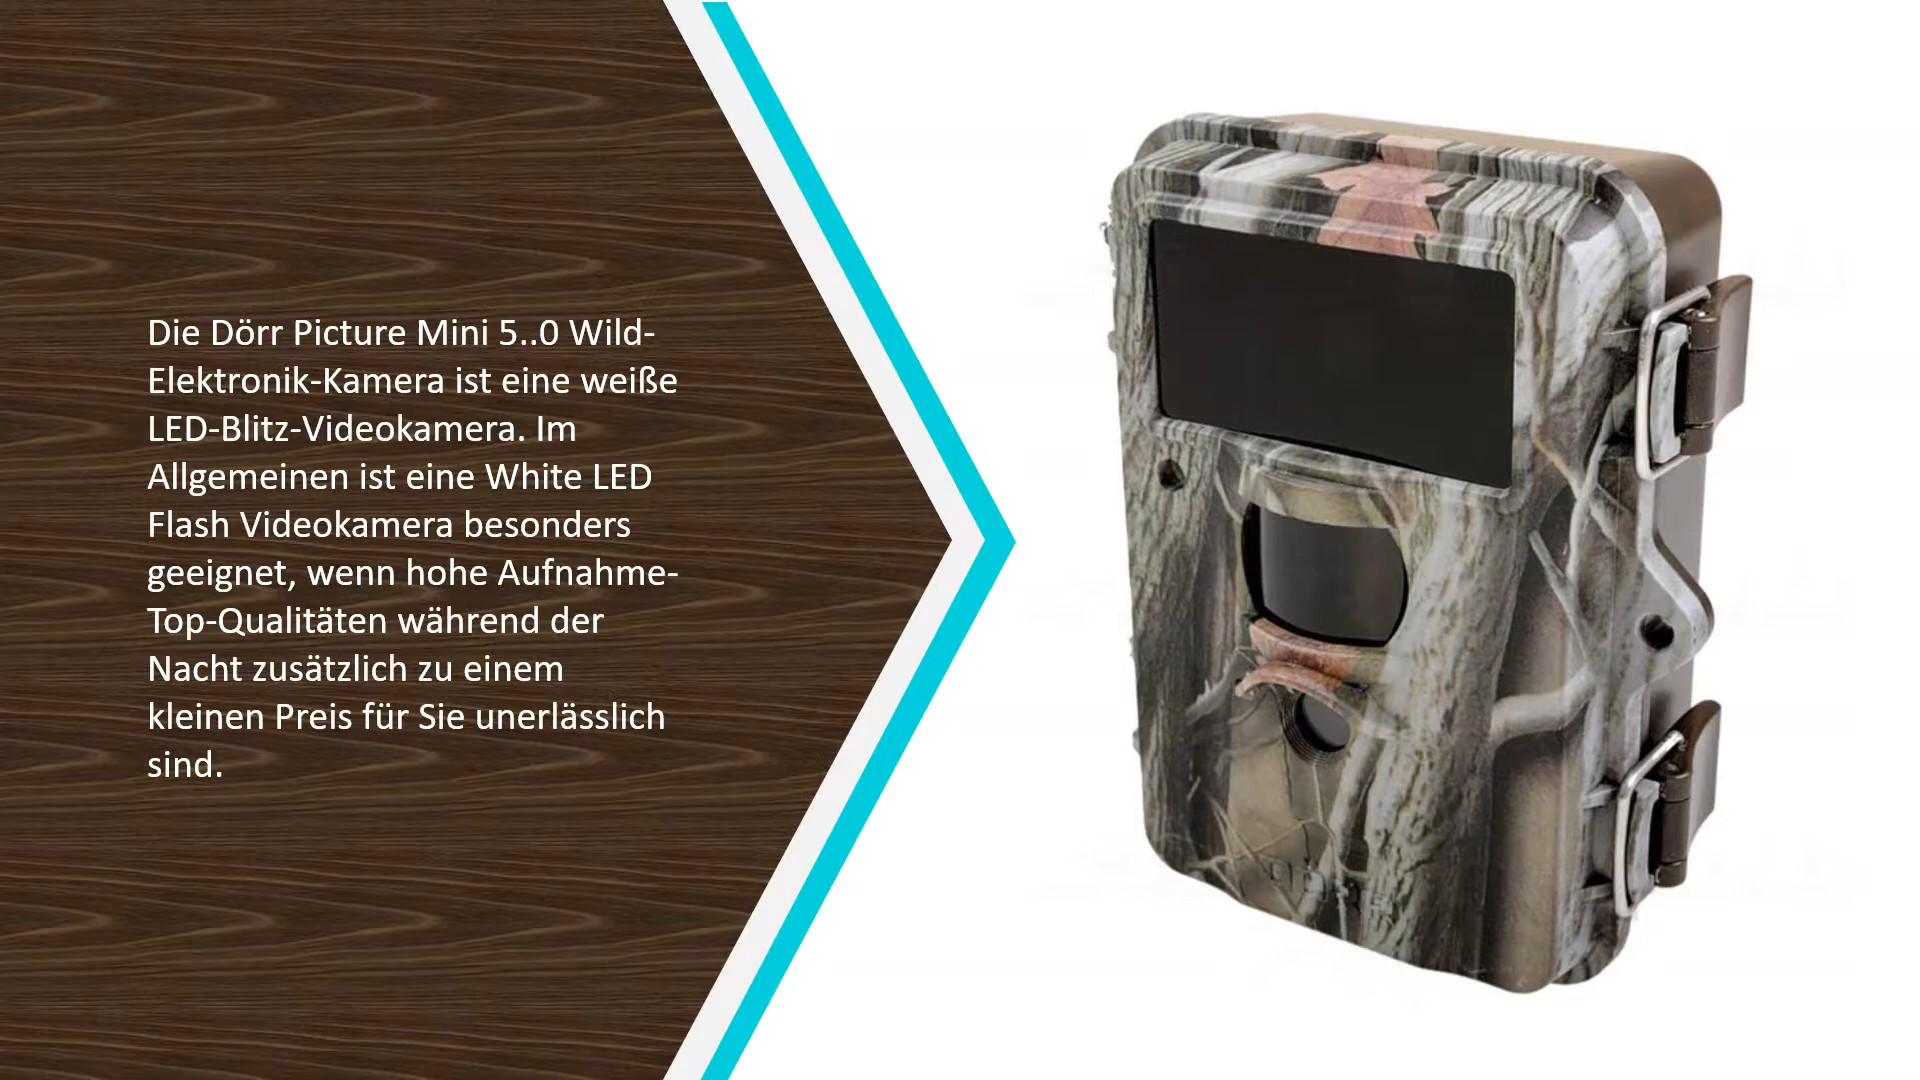 Die Dörr Picture Mini 5..0 Wild-
Elektronik-Kamera ist eine weiße
LED-Blitz-Videokamera. Im
Allgemeinen ist eine White LED
Flash Videokamera besonders
geeignet, wenn hohe Aufnahme-
Top-Qualitäten während der
Nacht zusätzlich zu einem
kleinen Preis für Sie unerlässlich
sind.